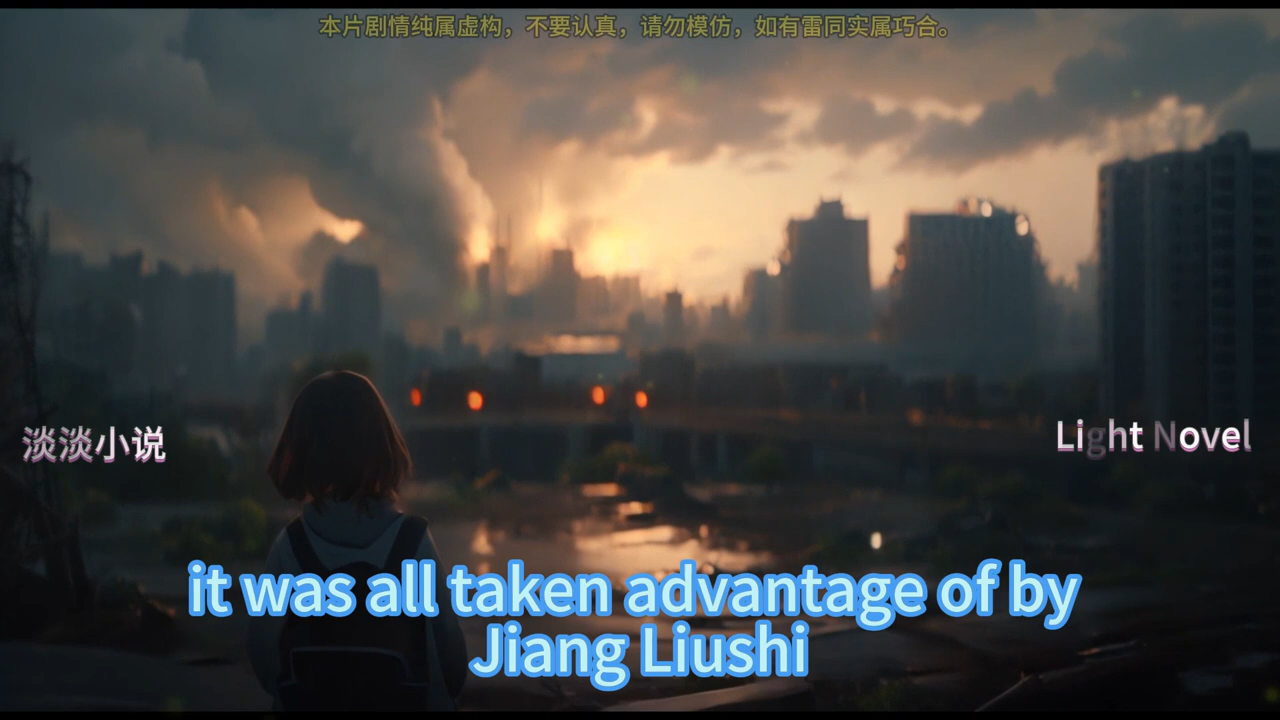 本片剧情纯属虚构，不要认真，请勿模仿，如有雷同实属巧合。
淡淡小说
Light Novel
it was all taken advantage of by
Jiang Liushi